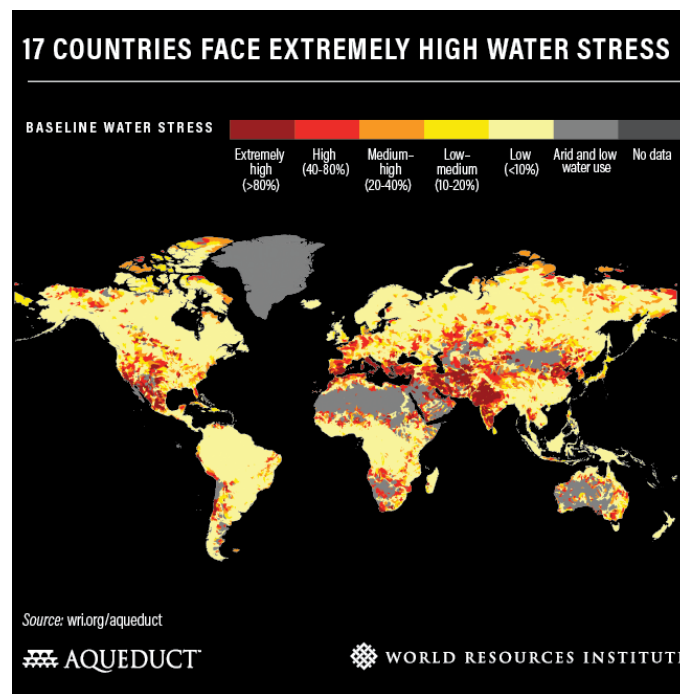 17 COUNTRIES FACE EXTREMELY HIGH WATER STRESS
BASELINE WATER STRESS
Extremely high (>80%)
High (40-80%)
Medium–high (20-40%)
Low–medium (10-20%)
Low (<10%)
Arid and low water use
No data
Source: wri.org/aqueduct
AQUEDUCT
WORLD RESOURCES INSTITUTE